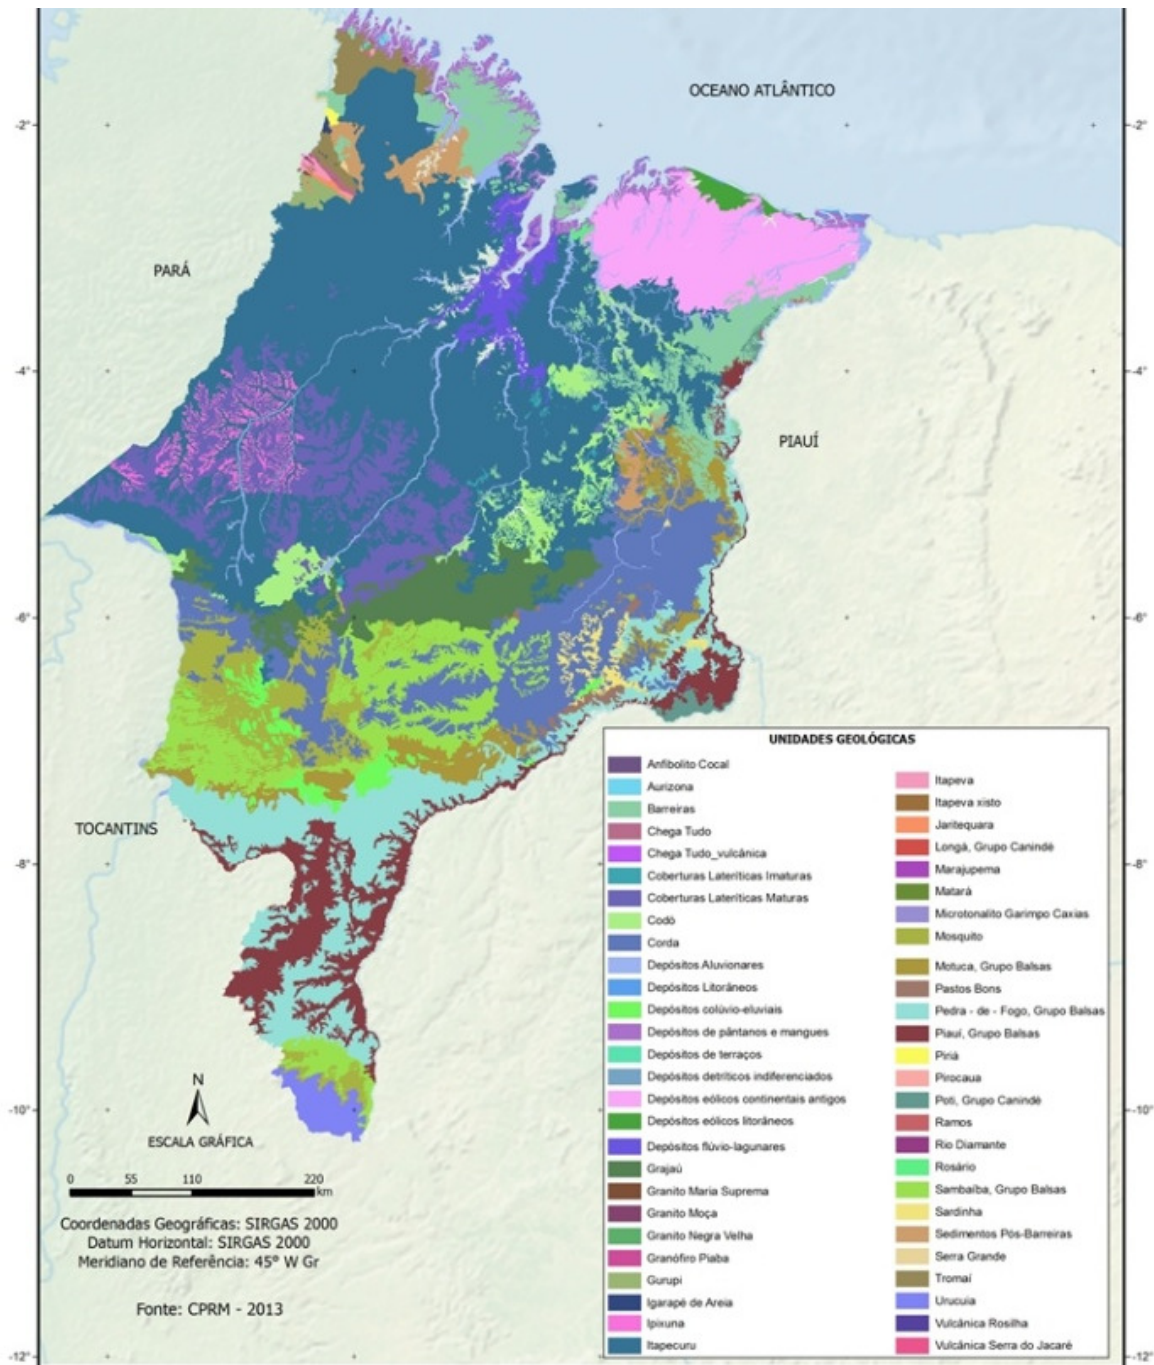 OCEANO ATLÂNTICO
-2°
-2°
PARÁ
-4°
-4°
PIAUÍ
-6°
-6°
UNIDADES GEOLÓGICAS
Anfibolito Cocal
Aurizona
Barreiras
Chega Tudo
Chega Tudo_vulcânica
Coberturas Lateríticas Imaturas
Coberturas Lateríticas Maturas
Codó
Corda
Depósitos Aluvionares
Depósitos Litorâneos
Depósitos colúvio-eluviais
Depósitos de pântanos e mangues
Depósitos de terraços
Depósitos detríticos indiferenciados
Depósitos eólicos continentais antigos
Depósitos eólicos litorâneos
Depósitos flúvio-lagunares
Grajaú
Granito Maria Suprema
Granito Moça
Granito Negra Velha
Granófiro Piaba
Gurupi
Igarapé de Areia
Ipixuna
Itapecuru
Itapeva
Itapeva xisto
Jaritequara
Longá, Grupo Canindé
Marajupema
Matará
Microtonalito Garimpo Caxias
Mosquito
Motuca, Grupo Balsas
Pastos Bons
Pedra - de - Fogo, Grupo Balsas
Piauí, Grupo Balsas
Piriá
Pirocaua
Poti, Grupo Canindé
Ramos
Rio Diamante
Rosário
Sambaíba, Grupo Balsas
Sardinha
Sedimentos Pós-Barreiras
Serra Grande
Tromaí
Urucuia
Vulcânica Rosilha
Vulcânica Serra do Jacaré
TOCANTINS
-8°
-8°
-10°
-10°
N
ESCALA GRÁFICA
0 55 110 220
km
Coordenadas Geográficas: SIRGAS 2000
Datum Horizontal: SIRGAS 2000
Meridiano de Referência: 45° W Gr
Fonte: CPRM - 2013
-12°
-12°